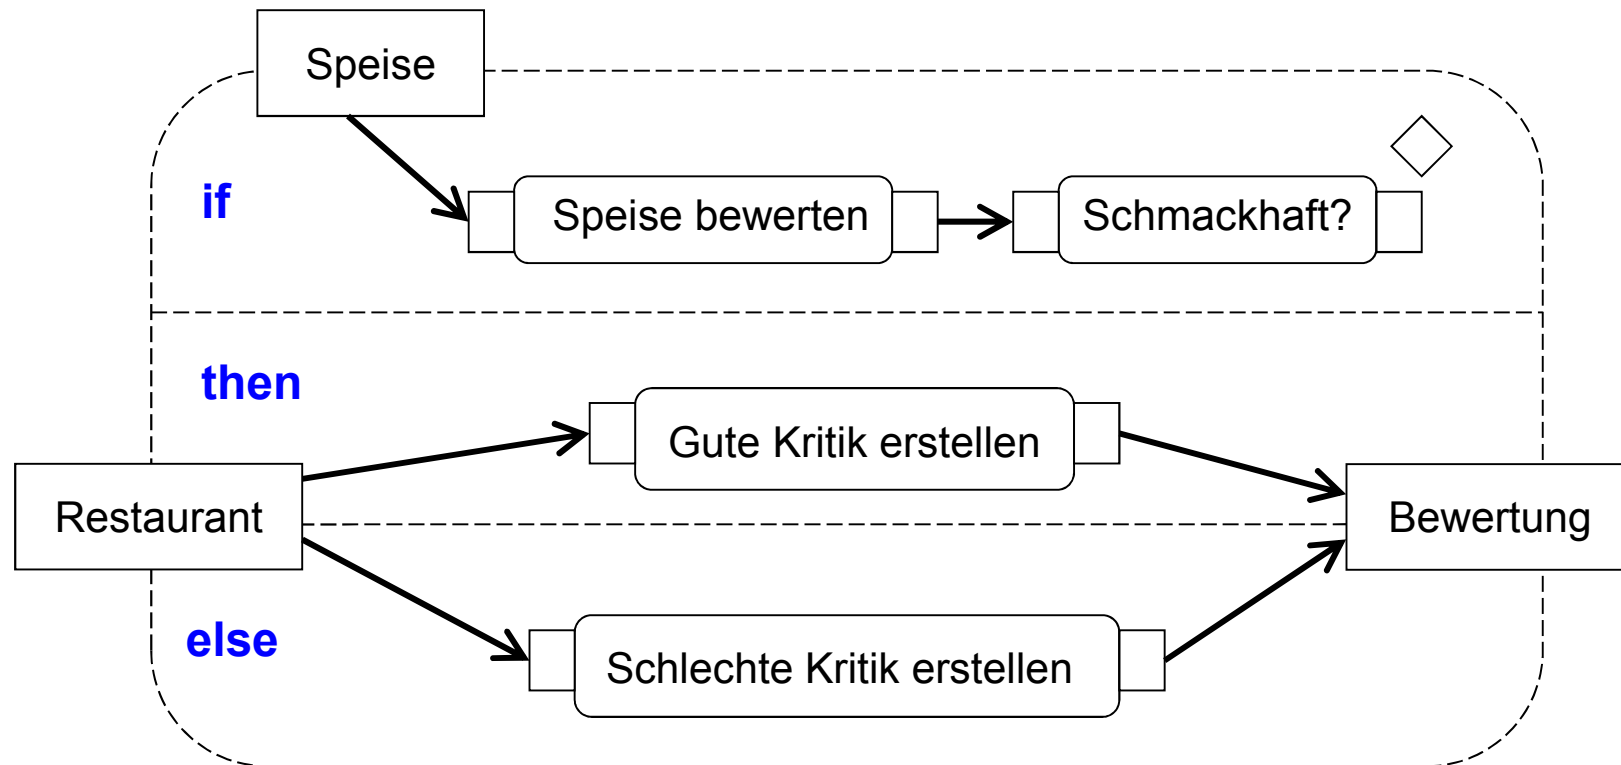 Speise
if
Speise bewerten
Schmackhaft?
then
Gute Kritik erstellen
Restaurant
Bewertung
else
Schlechte Kritik erstellen